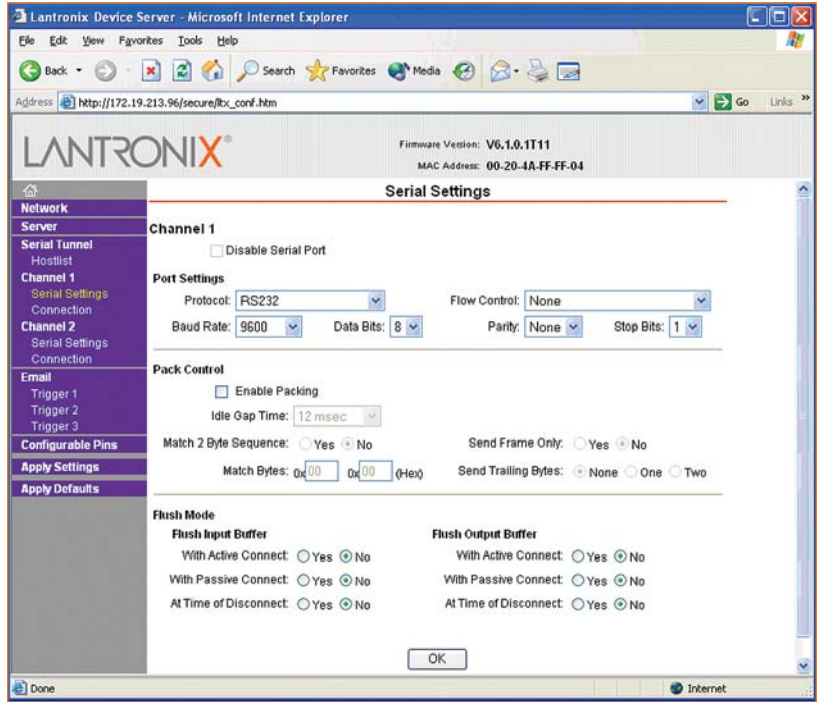 Lantronix Device Server - Microsoft Internet Explorer
File Edit View Favorites Tools Help
Back Search Favorites Media
Address http://172.19.213.96/secure/ltx_conf.htm Go Links »
LANTRONIX®
Firmware Version: V6.1.0.1T11
MAC Address: 00-20-4A-FF-FF-04
Network
Server
Serial Tunnel
Hostlist
Channel 1
Serial Settings
Connection
Channel 2
Serial Settings
Connection
Email
Trigger 1
Trigger 2
Trigger 3
Configurable Pins
Apply Settings
Apply Defaults
Serial Settings
Channel 1
Disable Serial Port
Port Settings
Protocol: RS232 Flow Control: None
Baud Rate: 9600 Data Bits: 8 Parity: None Stop Bits: 1
Pack Control
Enable Packing
Idle Gap Time: 12 msec
Match 2 Byte Sequence: Yes No Send Frame Only: Yes No
Match Bytes: 0x 00 0x 00 (Hex) Send Trailing Bytes: None One Two
Flush Mode
Flush Input Buffer Flush Output Buffer
With Active Connect: Yes No With Active Connect: Yes No
With Passive Connect: Yes No With Passive Connect: Yes No
At Time of Disconnect: Yes No At Time of Disconnect: Yes No
OK
Done Internet